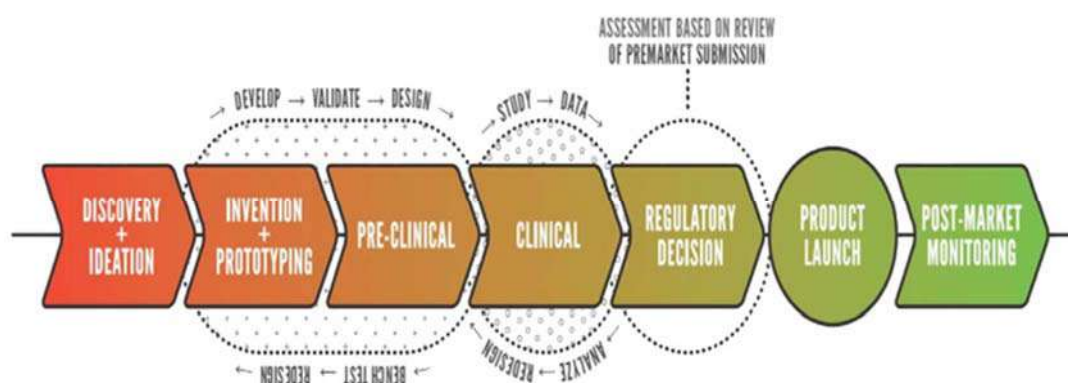 ASSESSMENT BASED ON REVIEW
OF PREMARKET SUBMISSION
→ DEVELOP → VALIDATE → DESIGN →
→ STUDY → DATA →
DISCOVERY
+
IDEATION
INVENTION
+
PROTOTYPING
PRE-CLINICAL
CLINICAL
REGULATORY
DECISION
PRODUCT
LAUNCH
POST-MARKET
MONITORING
← REDESIGN ← BENCH TEST ←
← REDESIGN ← ANALYZE ←